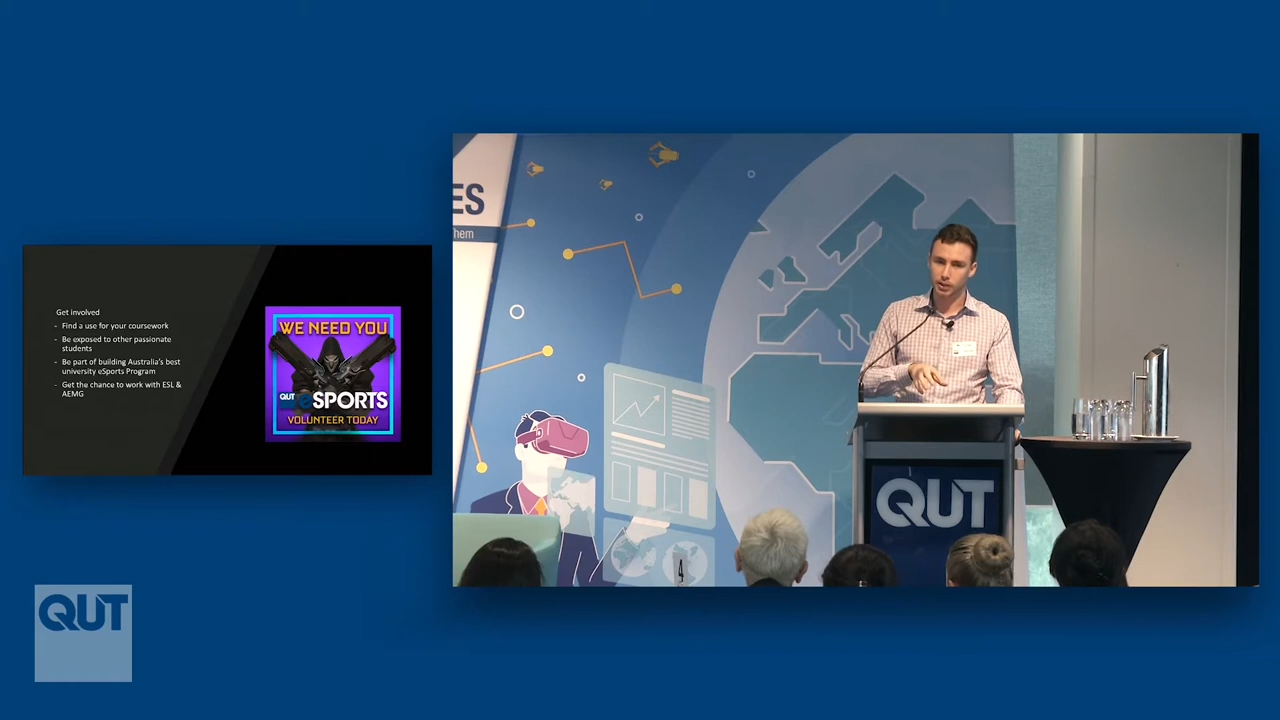 Get involved
- Find a use for your coursework
- Be exposed to other passionate
students
- Be part of building Australia's best
university eSports Program
- Get the chance to work with ESL &
AEMG
WE NEED YOU
QUT eSPORTS
VOLUNTEER TODAY
QUT
ES
Them
QUT
4